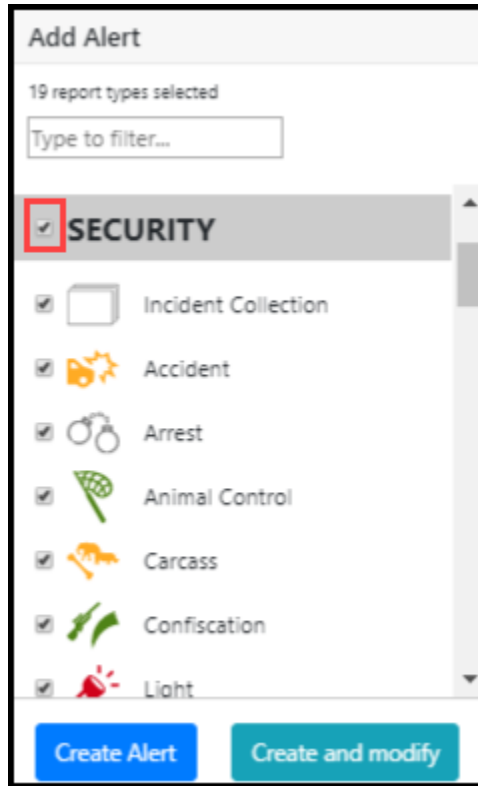 Add Alert
19 report types selected
Type to filter...
SECURITY
Incident Collection
Accident
Arrest
Animal Control
Carcass
Confiscation
Light
Create Alert
Create and modify